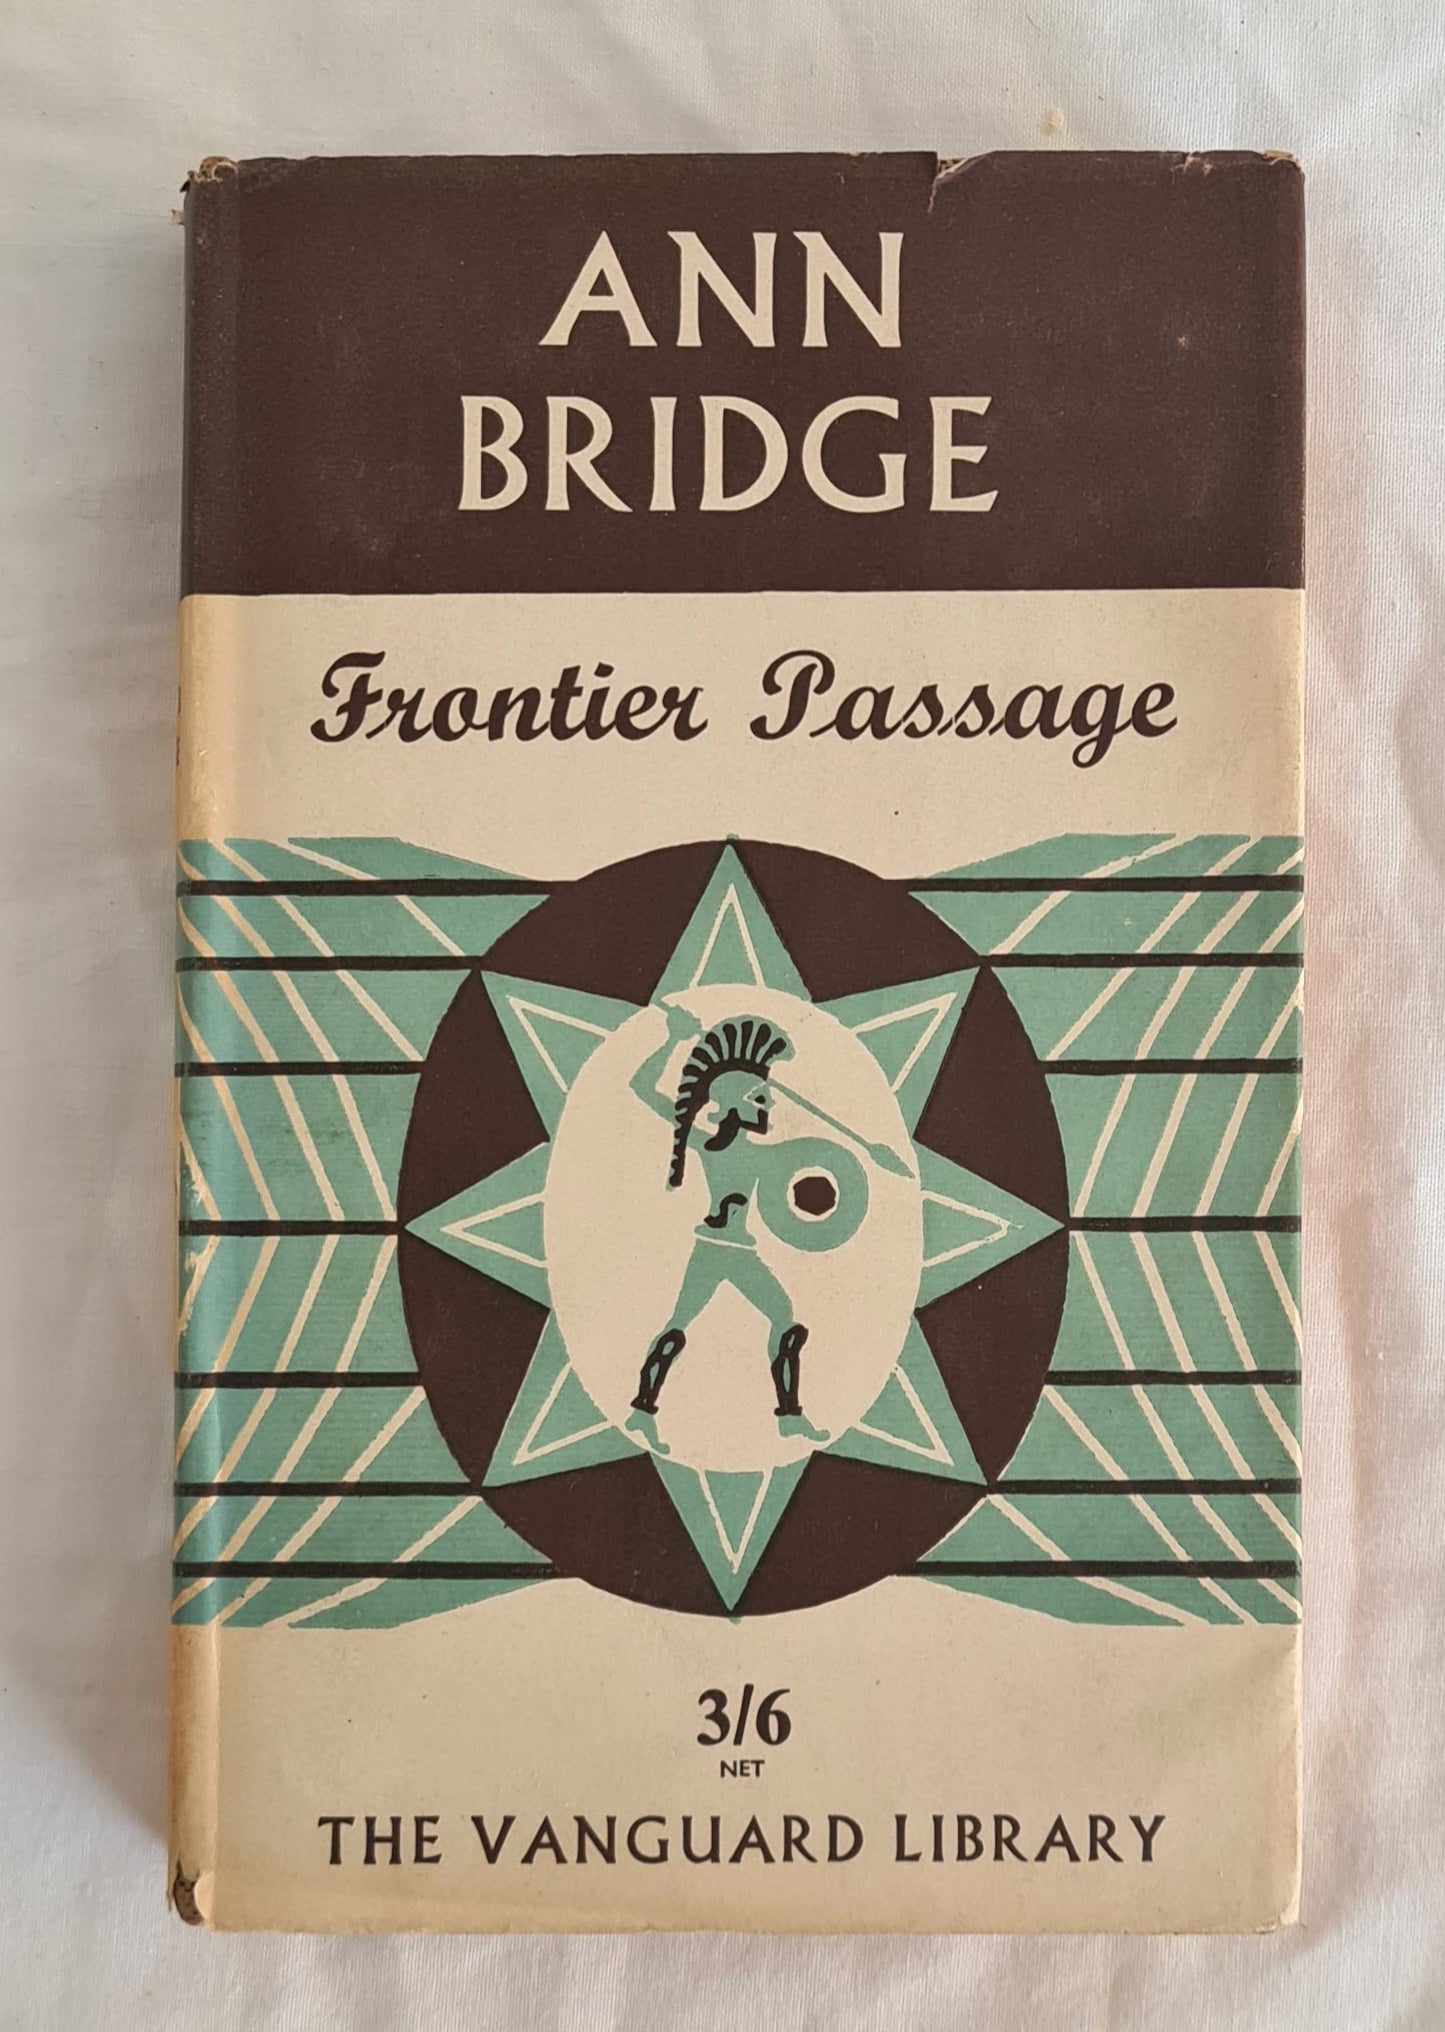 ANN
BRIDGE
Frontier Passage
3/6
NET
THE VANGUARD LIBRARY